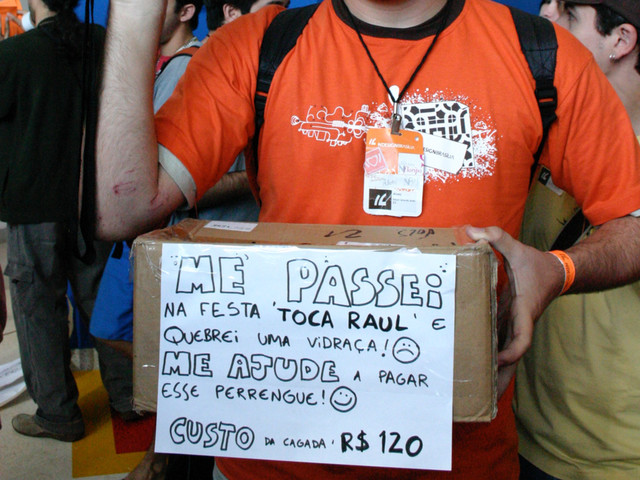 ME PASSEI
NA FESTA 'TOCA RAUL' E
QUEBREI UMA VIDRAÇA!
ME AJUDE A PAGAR
ESSE PERRENGUE!
CUSTO DA CAGADA: R$ 120